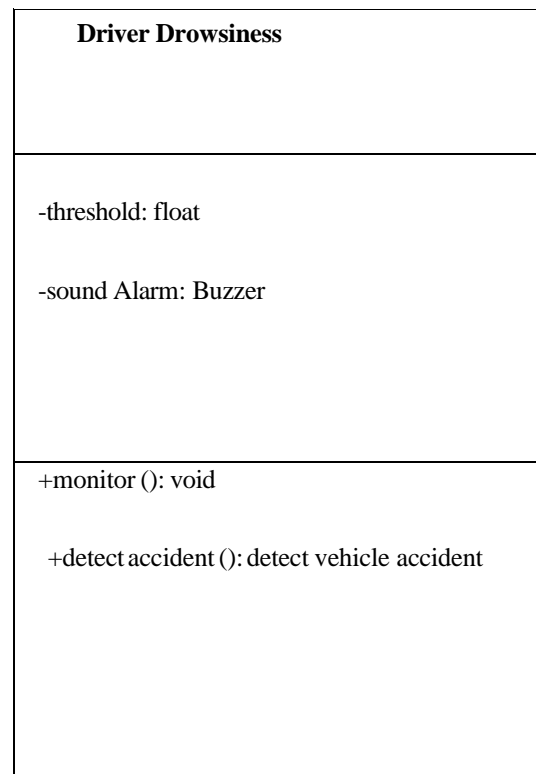 Driver Drowsiness
-threshold: float
-sound Alarm: Buzzer
+monitor (): void
+detect accident (): detect vehicle accident